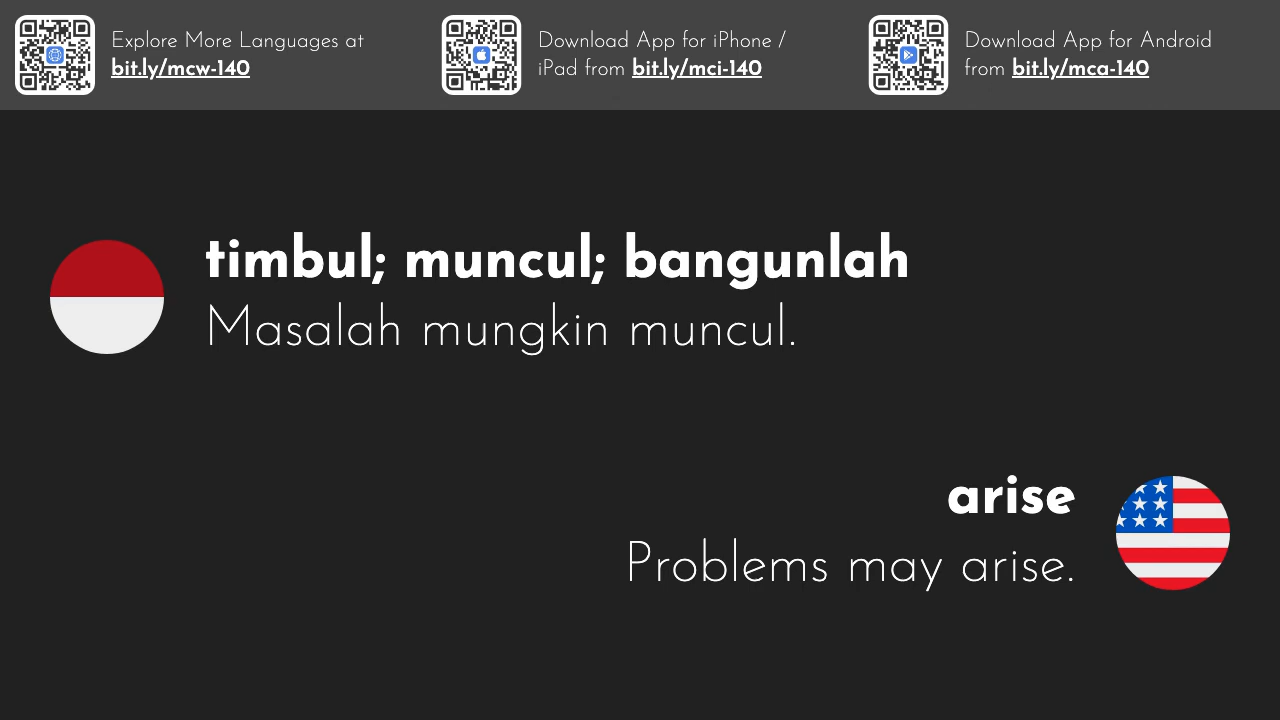 Explore More Languages at
bit.ly/mcw-140
Download App for iPhone /
iPad from bit.ly/mci-140
Download App for Android
from bit.ly/mca-140
timbul; muncul; bangunlah
Masalah mungkin muncul.
arise
Problems may arise.